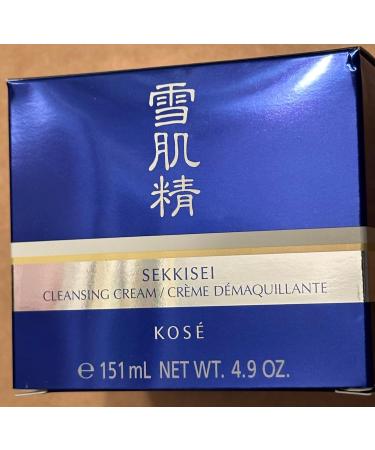 雪
肌
精
SEKKISEI
CLEANSING CREAM / CRÈME DÉMAQUILLANTE
KOSÉ
℮ 151 mL NET WT. 4.9 OZ.